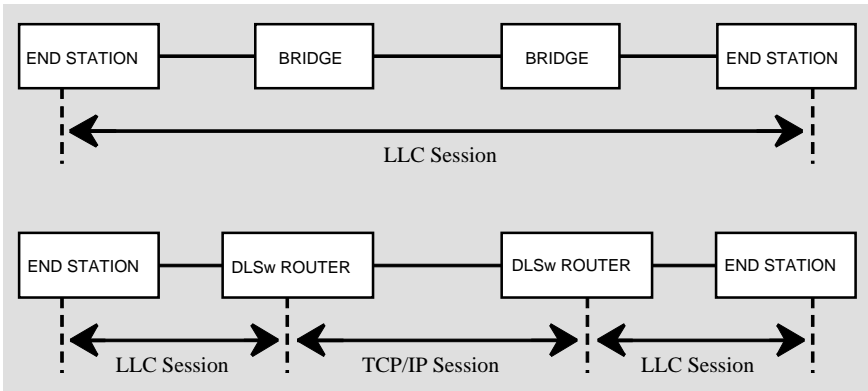 END STATION
BRIDGE
BRIDGE
END STATION
LLC Session
END STATION
DLSw ROUTER
DLSw ROUTER
END STATION
LLC Session
TCP/IP Session
LLC Session